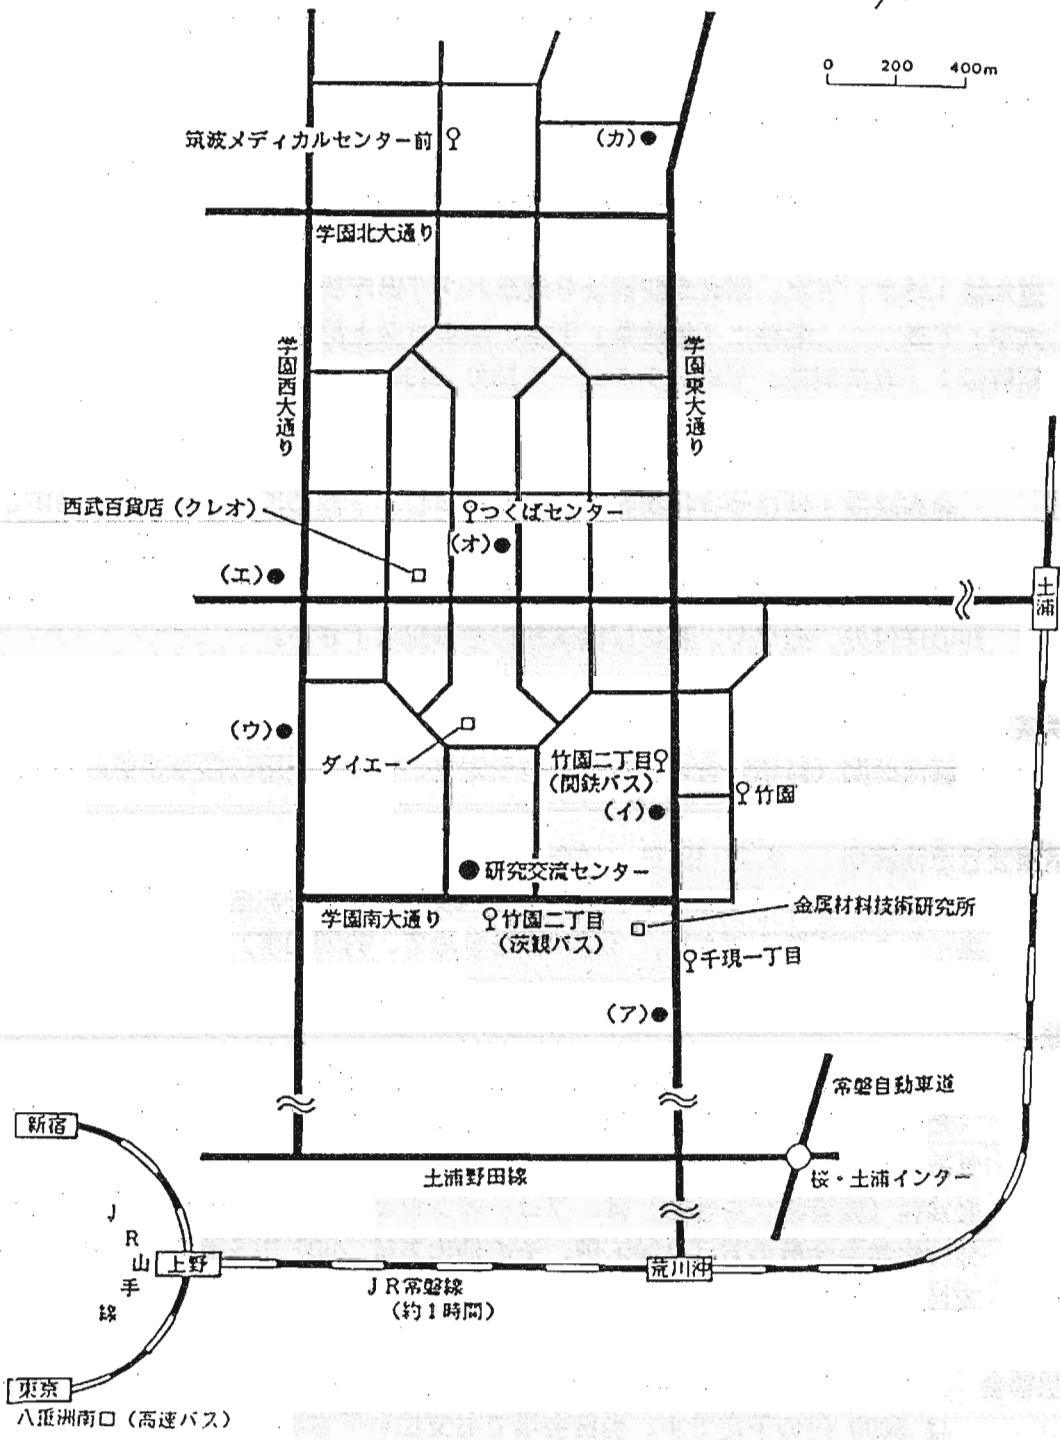 0 200 400m
筑波メディカルセンター前
(カ)
学園北大通り
学園西大通り
学園東大通り
西武百貨店(クレオ)
つくばセンター
(オ)
(エ)
土浦
(ウ)
ダイエー
竹園二丁目
(関鉄バス)
竹園
(イ)
研究交流センター
学園南大通り
竹園二丁目
(茨観バス)
金属材料技術研究所
千現一丁目
(ア)
常磐自動車道
新宿
土浦野田線
桜・土浦インター
JR山手線
上野
荒川沖
JR常磐線
(約1時間)
東京
八重洲南口(高速バス)